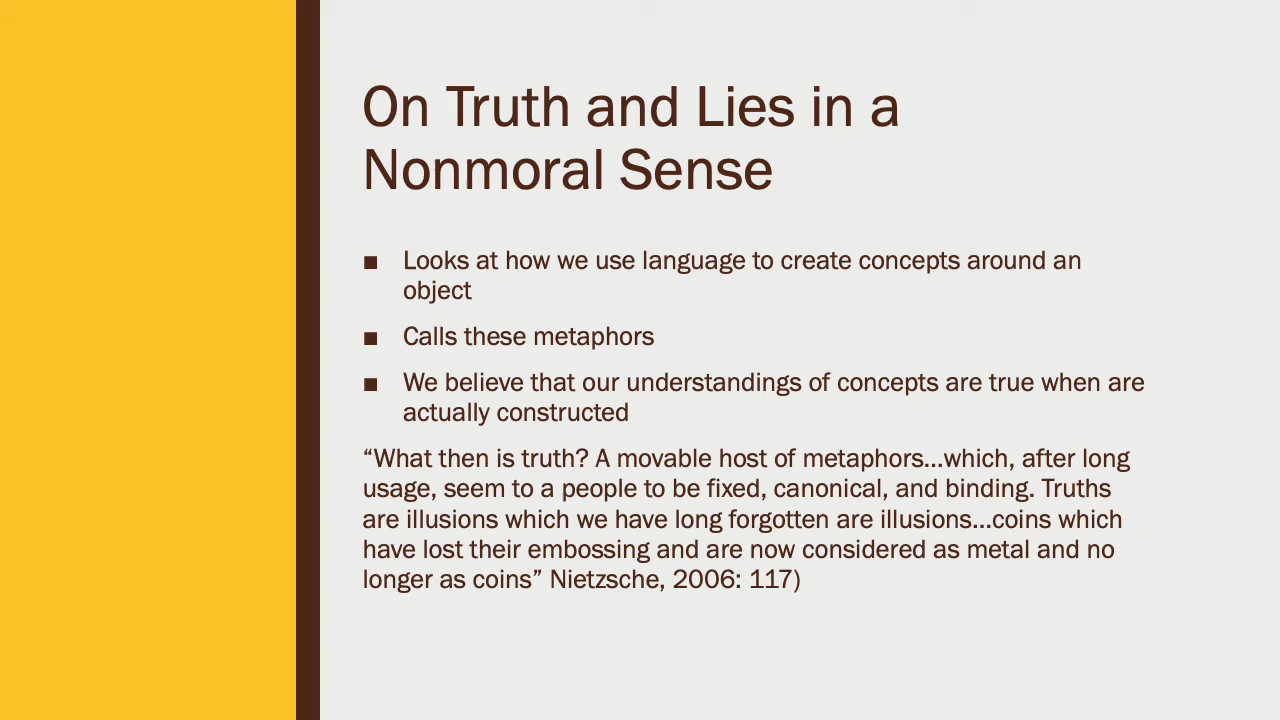 On Truth and Lies in a
Nonmoral Sense
■ Looks at how we use language to create concepts around an
object
■ Calls these metaphors
■ We believe that our understandings of concepts are true when are
actually constructed
“What then is truth? A movable host of metaphors...which, after long
usage, seem to a people to be fixed, canonical, and binding. Truths
are illusions which we have long forgotten are illusions...coins which
have lost their embossing and are now considered as metal and no
longer as coins” Nietzsche, 2006: 117)